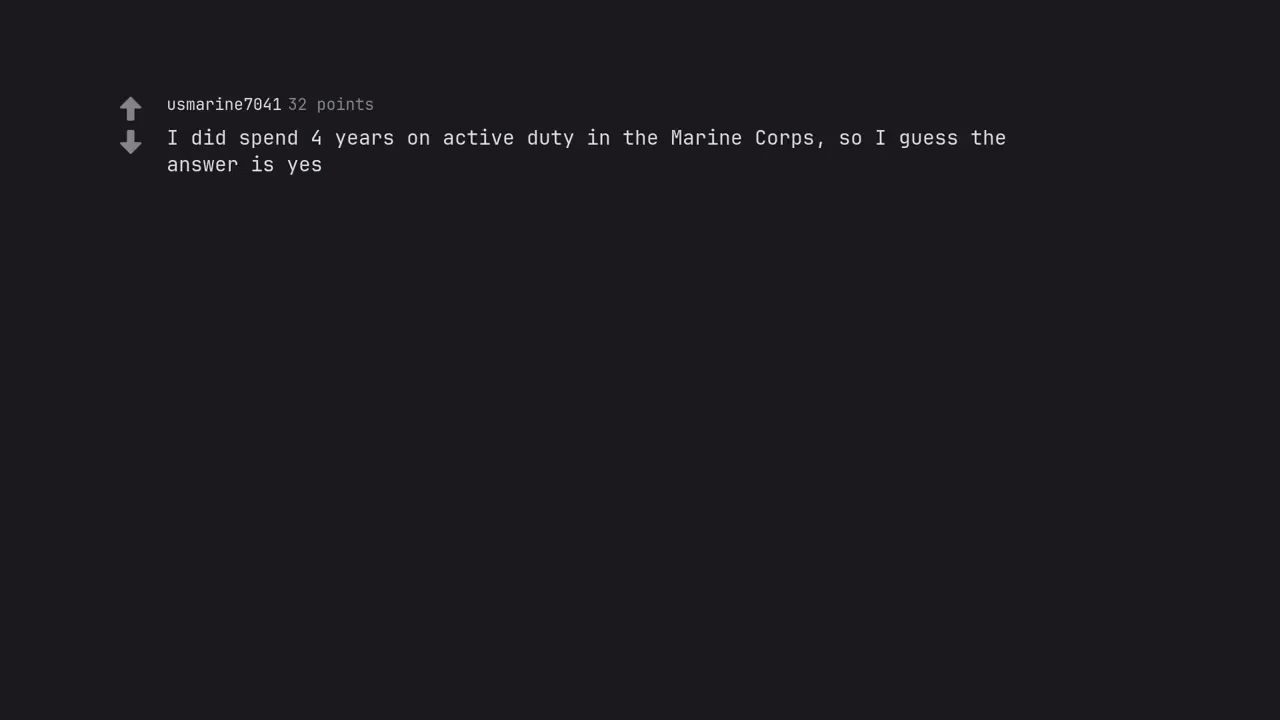 usmarine7041 32 points
I did spend 4 years on active duty in the Marine Corps, so I guess the
answer is yes